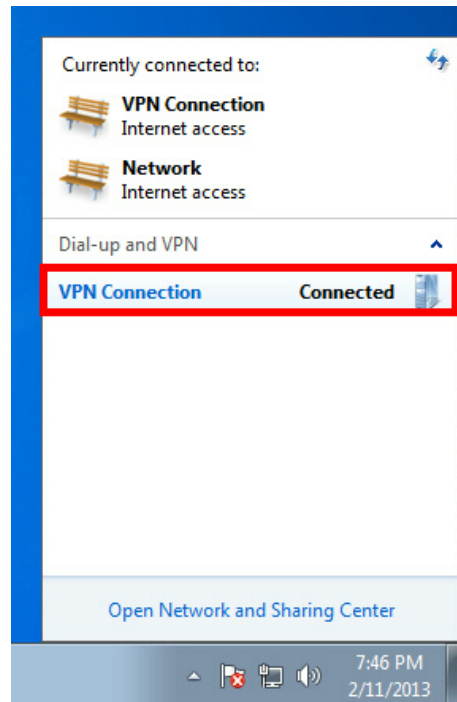 Currently connected to:
VPN Connection
Internet access
Network
Internet access
Dial-up and VPN
VPN Connection Connected
Open Network and Sharing Center
7:46 PM
2/11/2013